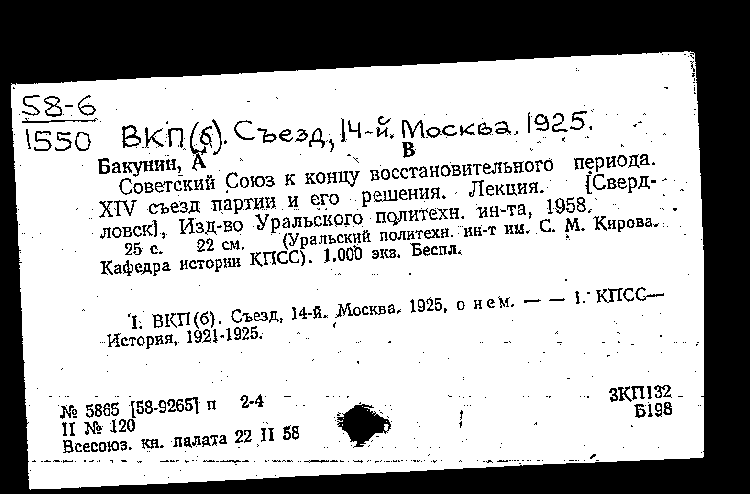 58-6
1550
ВКП(б). Съезд, 14-й. Москва. 1925.
Бакунин, А В
Советский Союз к концу восстановительного периода.
XIV съезд партии и его решения. Лекция. [Сверд-
ловск], Изд-во Уральского политехн. ин-та, 1958.
25 с. 22 см. (Уральский политехн. ин-т им. С. М. Кирова.
Кафедра истории КПСС). 1.000 экз. Беспл.
1. ВКП(б). Съезд, 14-й. Москва. 1925, о нем. — — 1. КПСС—
История, 1921-1925.
№ 5865 [58-9265] п 2-4
II № 120
Всесоюз. кн. палата 22 II 58
3КП132
Б198